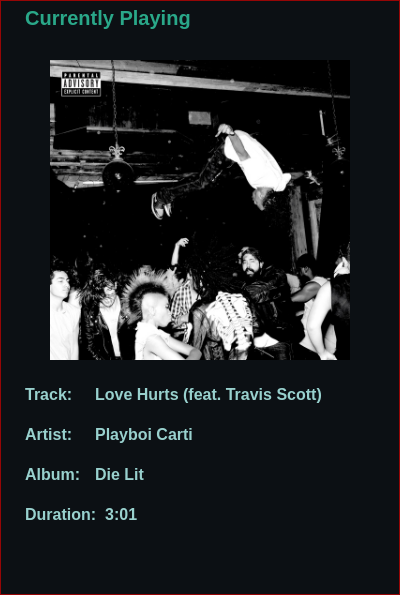 Currently Playing
PARENTAL
ADVISORY
EXPLICIT CONTENT
Track: Love Hurts (feat. Travis Scott)
Artist: Playboi Carti
Album: Die Lit
Duration: 3:01